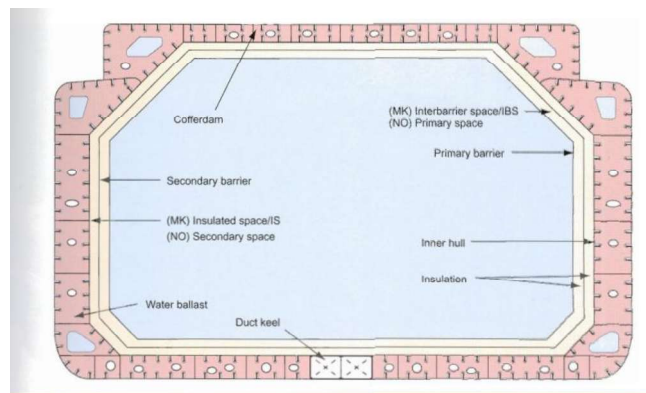 Cofferdam
(MK) Interbarrier space/IBS
(NO) Primary space
Primary barrier
Secondary barrier
(MK) Insulated space/IS
(NO) Secondary space
Inner hull
Insulation
Water ballast
Duct keel